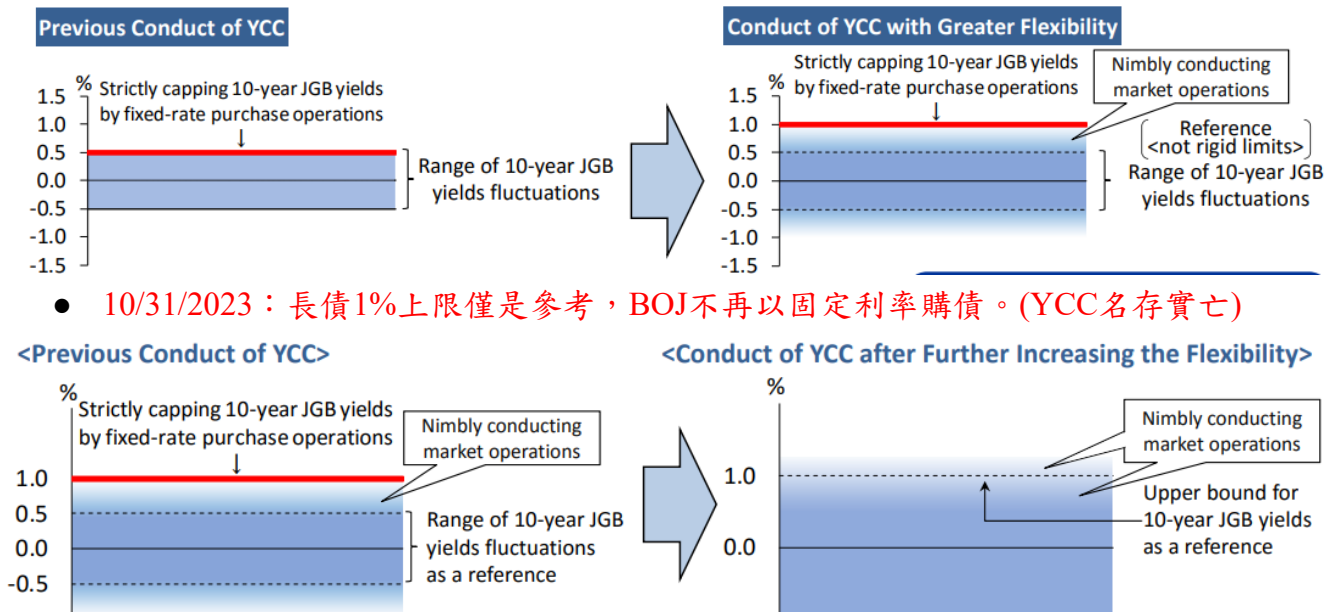 Previous Conduct of YCC
%
Strictly capping 10-year JGB yields
by fixed-rate purchase operations
1.5
1.0
0.5
0.0
-0.5
-1.0
-1.5
Range of 10-year JGB
yields fluctuations
Conduct of YCC with Greater Flexibility
%
Strictly capping 10-year JGB yields
by fixed-rate purchase operations
Nimbly conducting
market operations
1.5
1.0
0.5
0.0
-0.5
-1.0
-1.5
Reference
<not rigid limits>
Range of 10-year JGB
yields fluctuations
● 10/31/2023：長債1%上限僅是參考，BOJ不再以固定利率購債。(YCC名存實亡)
<Previous Conduct of YCC>
%
Strictly capping 10-year JGB yields
by fixed-rate purchase operations
Nimbly conducting
market operations
1.0
0.5
0.0
-0.5
Range of 10-year JGB
yields fluctuations
as a reference
<Conduct of YCC after Further Increasing the Flexibility>
%
Nimbly conducting
market operations
1.0
0.0
Upper bound for
10-year JGB yields
as a reference